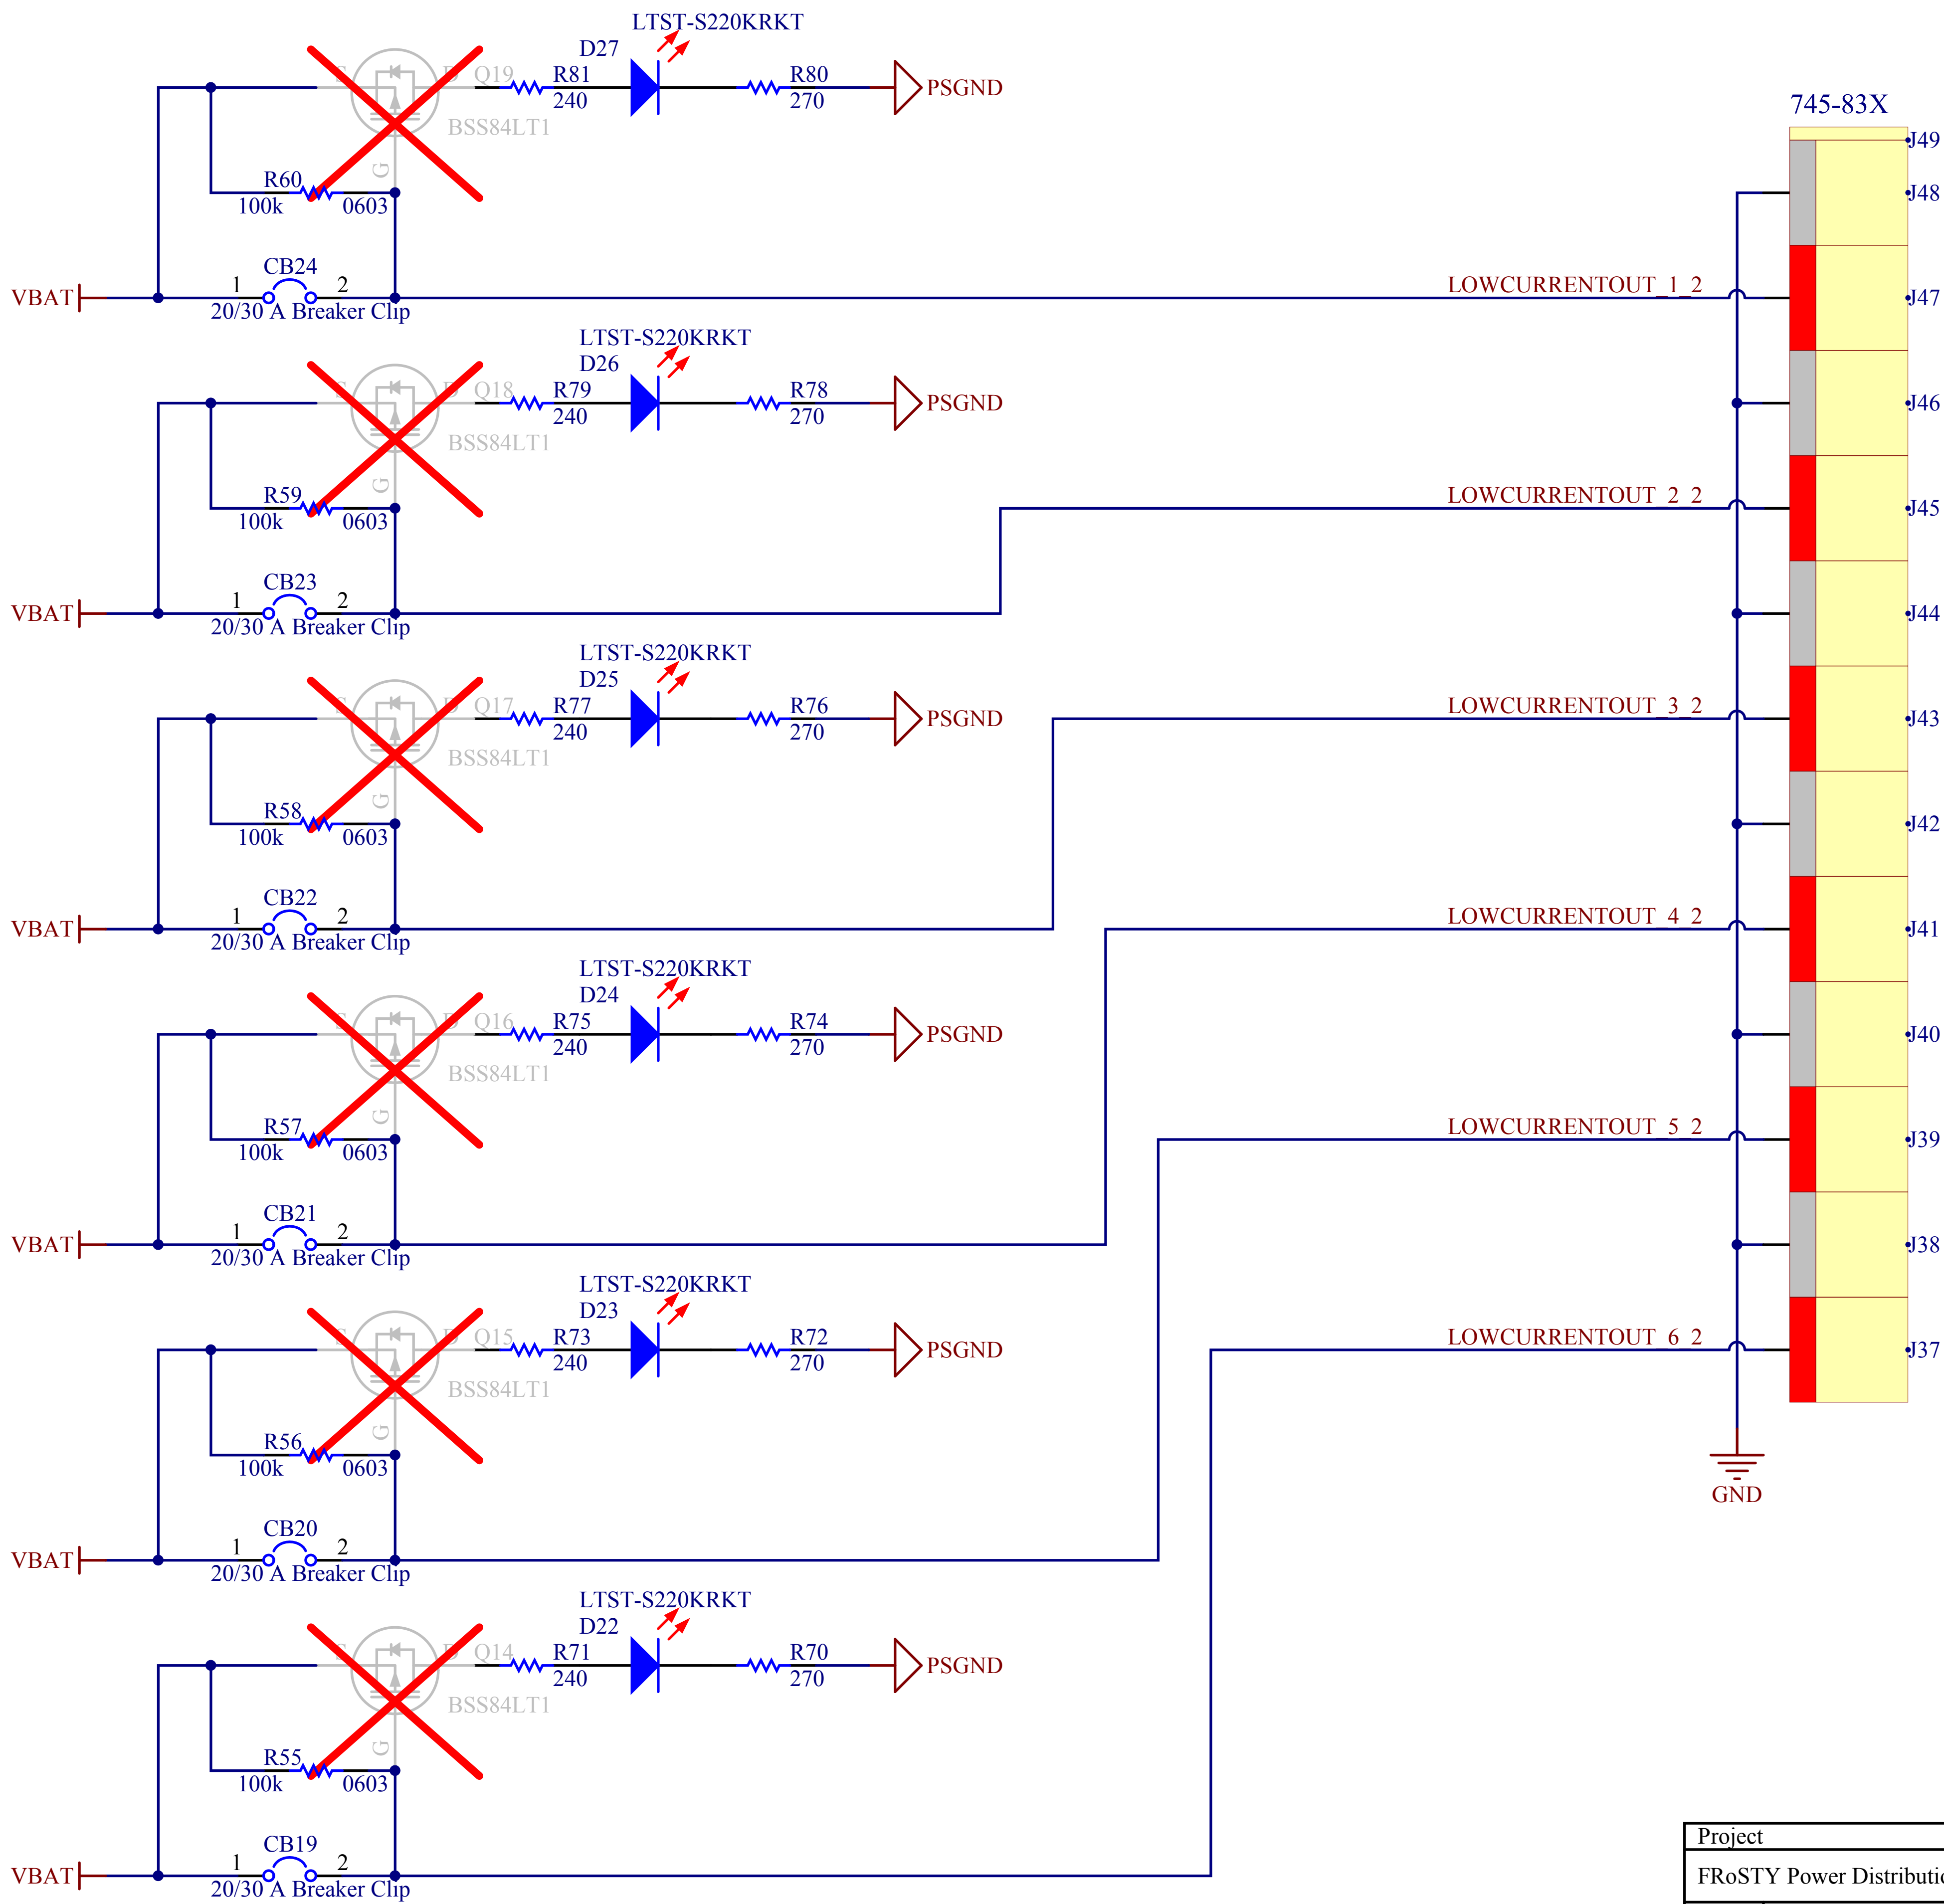 LTST-S220KRKT
D27
Q19
R81
240
R80
270
PSGND
BSS84LT1
G
R60
100k
0603
CB24
1
2
VBAT
20/30 A Breaker Clip
LOWCURRENTOUT_1_2
LTST-S220KRKT
D26
Q18
R79
240
R78
270
PSGND
BSS84LT1
G
R59
100k
0603
CB23
1
2
VBAT
20/30 A Breaker Clip
LOWCURRENTOUT_2_2
LTST-S220KRKT
D25
Q17
R77
240
R76
270
PSGND
BSS84LT1
G
R58
100k
0603
CB22
1
2
VBAT
20/30 A Breaker Clip
LOWCURRENTOUT_3_2
LTST-S220KRKT
D24
Q16
R75
240
R74
270
PSGND
BSS84LT1
G
R57
100k
0603
CB21
1
2
VBAT
20/30 A Breaker Clip
LOWCURRENTOUT_4_2
LTST-S220KRKT
D23
Q15
R73
240
R72
270
PSGND
BSS84LT1
G
R56
100k
0603
CB20
1
2
VBAT
20/30 A Breaker Clip
LOWCURRENTOUT_5_2
LTST-S220KRKT
D22
Q14
R71
240
R70
270
PSGND
BSS84LT1
G
R55
100k
0603
CB19
1
2
VBAT
20/30 A Breaker Clip
LOWCURRENTOUT_6_2
745-83X
J49
J48
J47
J46
J45
J44
J43
J42
J41
J40
J39
J38
J37
GND
Project
FRoSTY Power